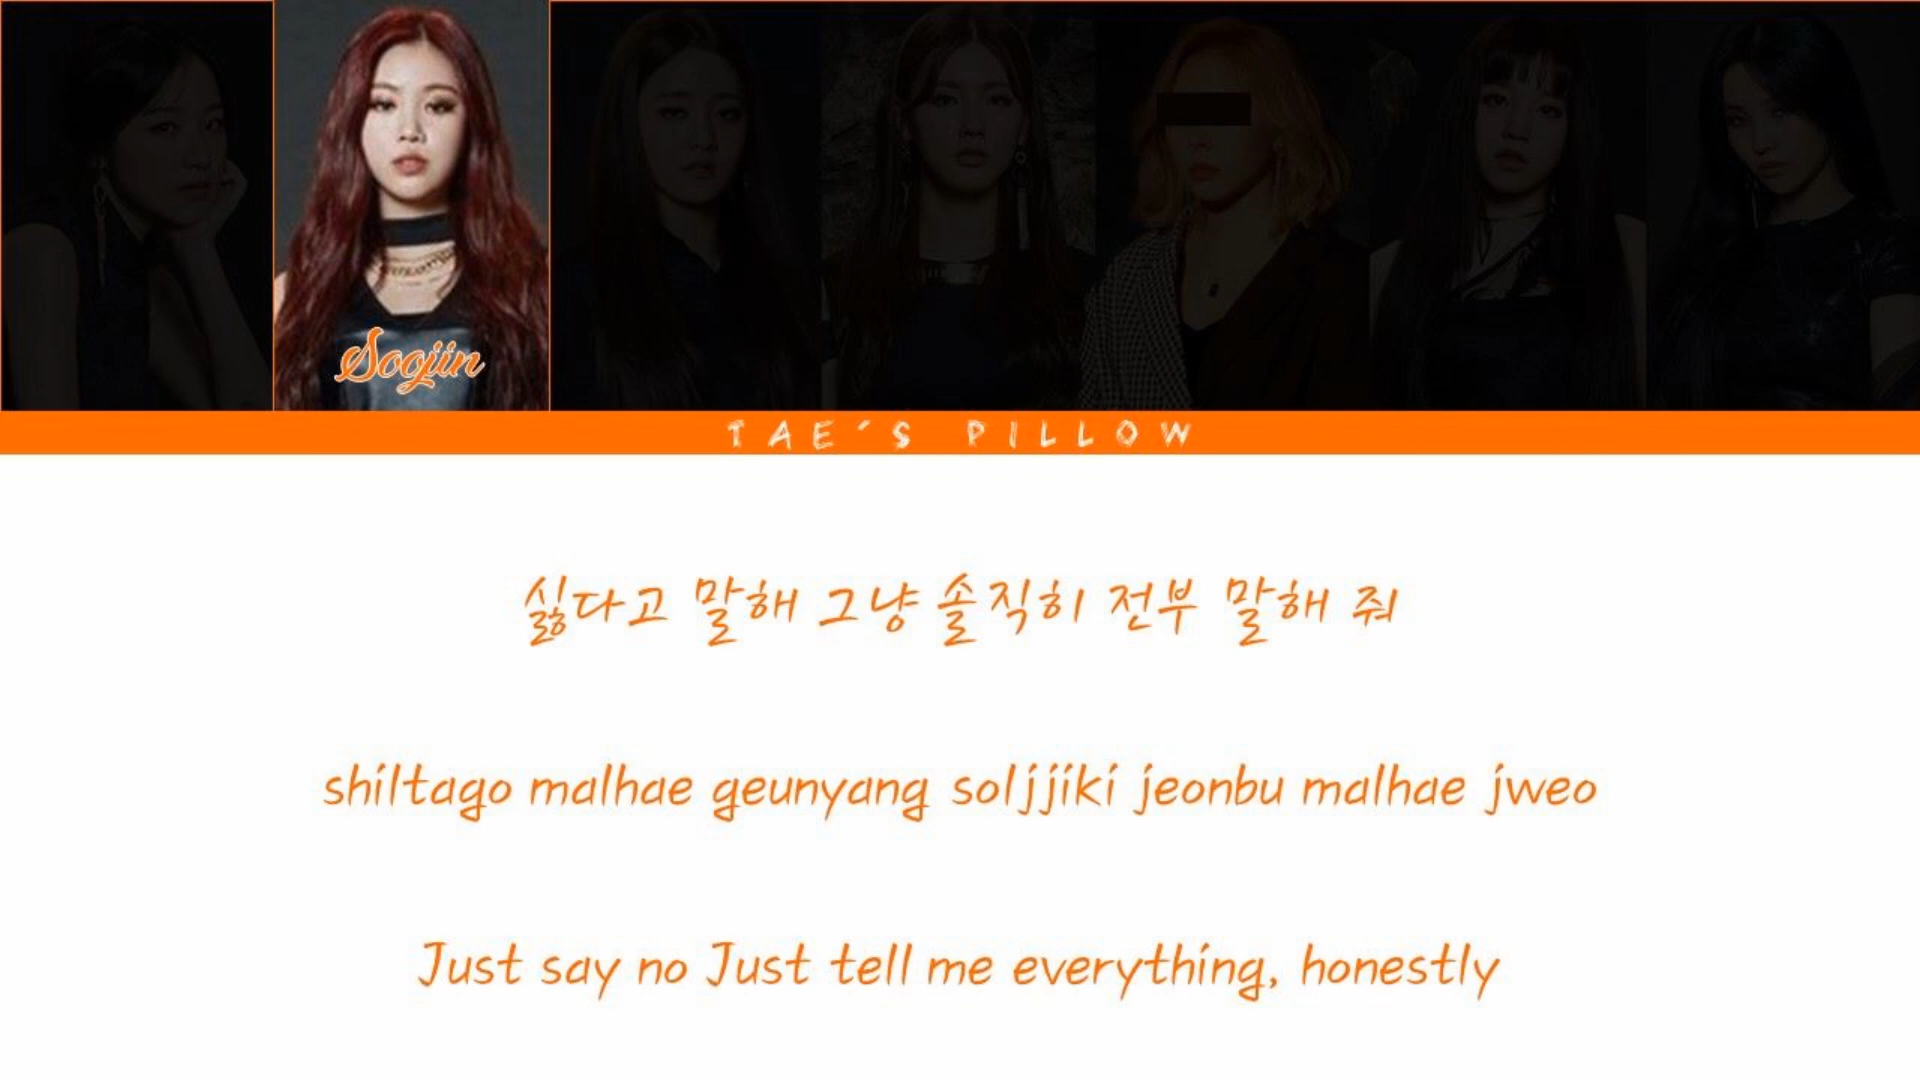 Soojin
TAE'S PILLOW
싫다고 말해 그냥 솔직히 전부 말해 줘
shiltago malhae geunyang soljjiki jeonbu malhae jweo
Just say no Just tell me everything, honestly